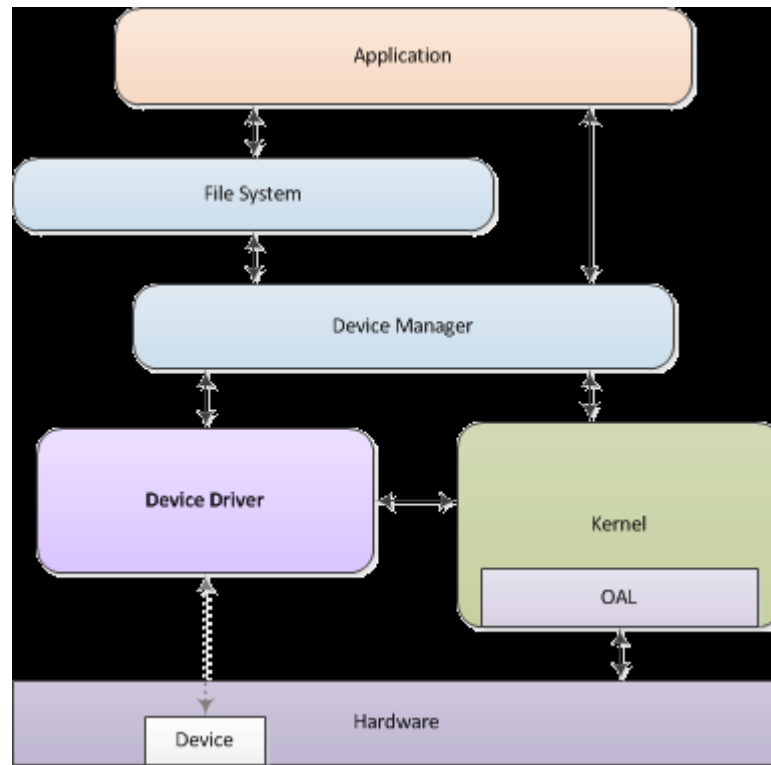 Application
File System
Device Manager
Device Driver
Kernel
OAL
Hardware
Device